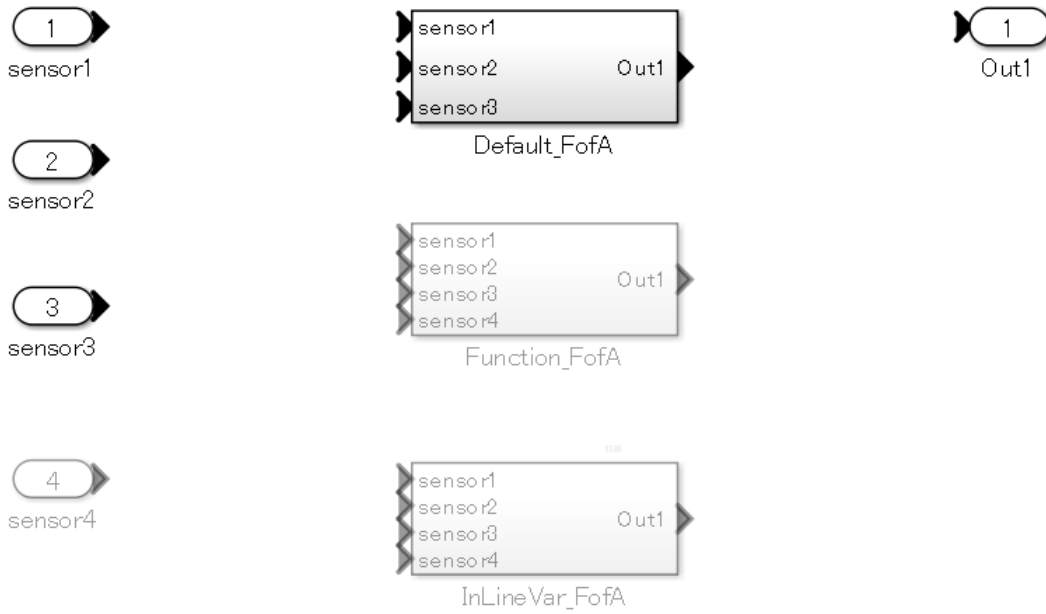 1
sensor1
2
sensor2
3
sensor3
4
sensor4
sensor1
sensor2
sensor3
Out1
Default_FofA
sensor1
sensor2
sensor3
sensor4
Out1
Function_FofA
sensor1
sensor2
sensor3
sensor4
Out1
InLineVar_FofA
1
Out1